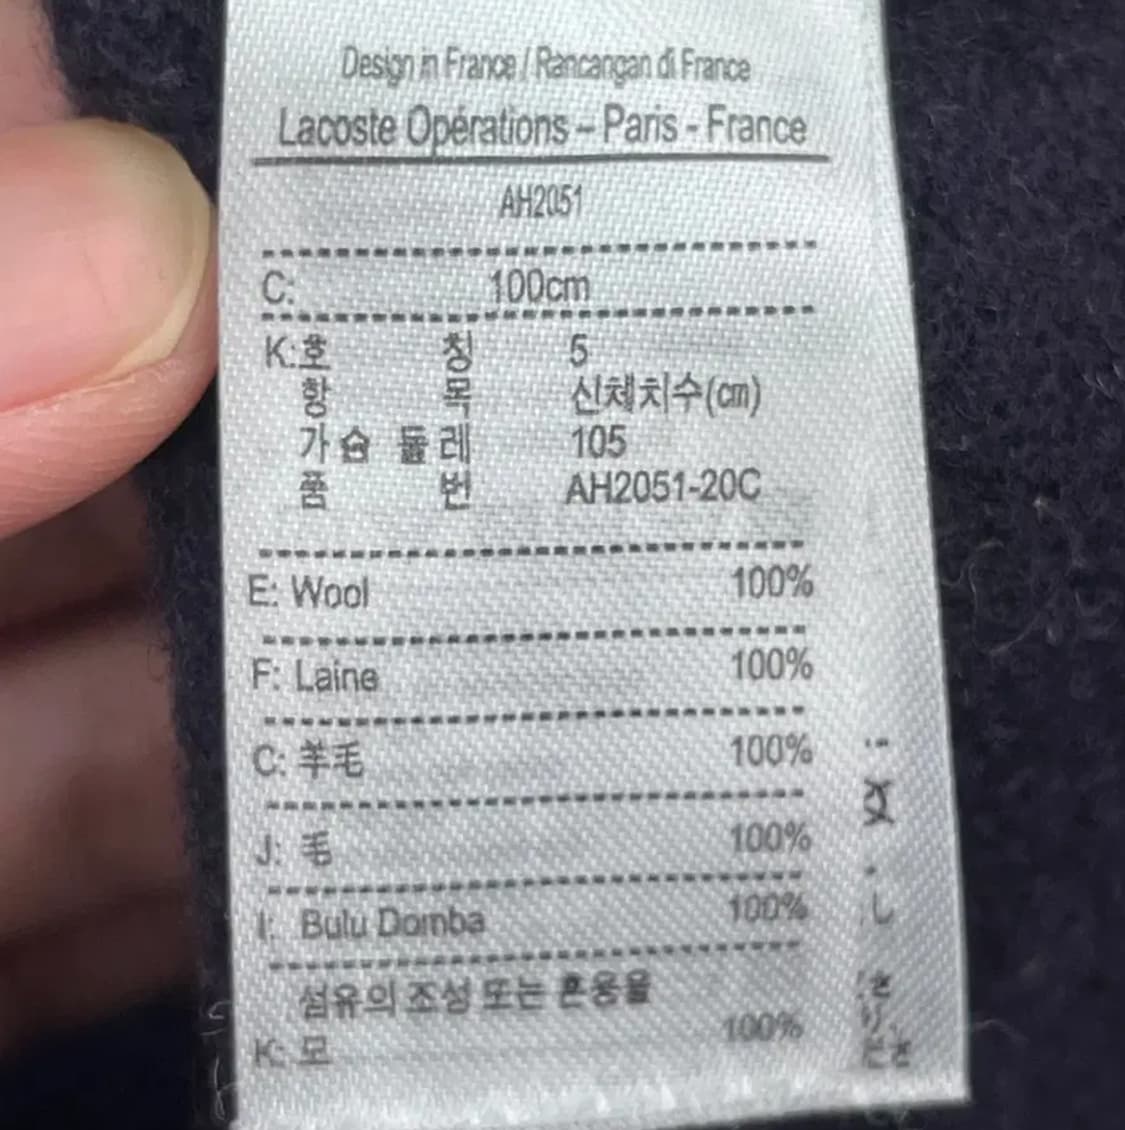 Design in France / Rancangan di France
Lacoste Opérations – Paris - France
AH2051
C: 100cm
K:호 칭 5
항 목 신체치수(cm)
가슴 둘레 105
품 번 AH2051-20C
E: Wool 100%
F: Laine 100%
C: 羊毛 100%
J: 毛 100%
I: Bulu Domba 100%
섬유의 조성 또는 혼용율
K: 모 100%